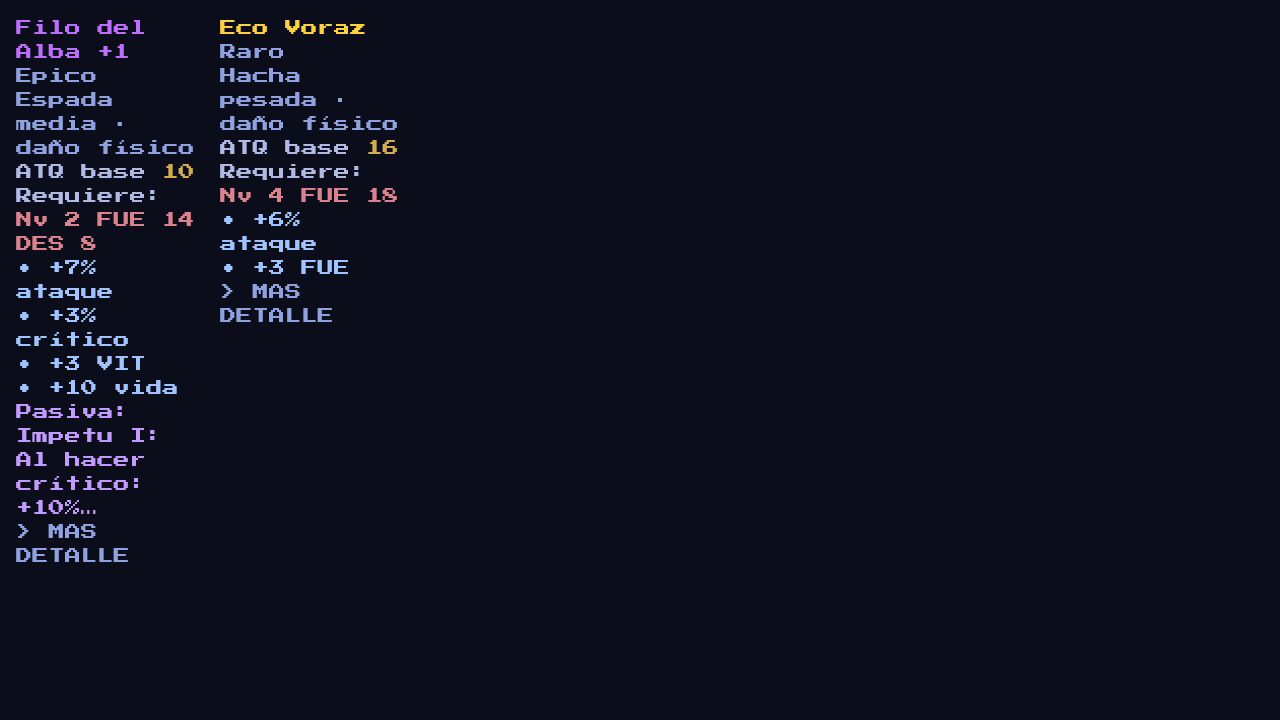 Filo del
Alba +1
Epico
Espada
media ·
daño físico
ATQ base 10
Requiere:
Nv 2 FUE 14
DES 8
• +7%
ataque
• +3%
crítico
• +3 VIT
• +10 vida
Pasiva:
Impetu I:
Al hacer
crítico:
+10%…
> MAS
DETALLE
Eco Voraz
Raro
Hacha
pesada ·
daño físico
ATQ base 16
Requiere:
Nv 4 FUE 18
• +6%
ataque
• +3 FUE
> MAS
DETALLE